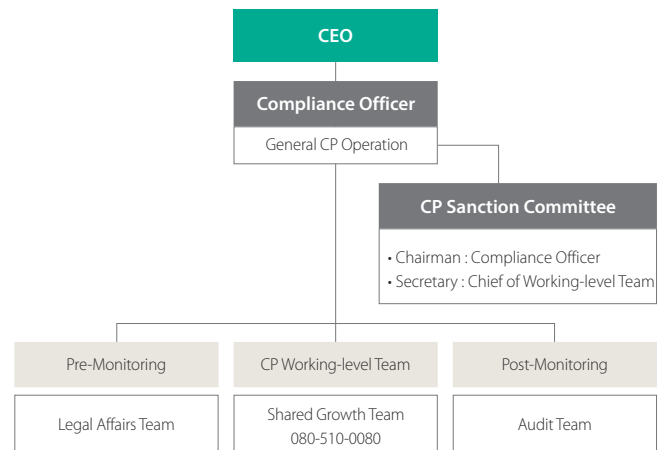 CEO
Compliance Officer
General CP Operation
CP Sanction Committee
• Chairman : Compliance Officer
• Secretary : Chief of Working-level Team
Pre-Monitoring
CP Working-level Team
Post-Monitoring
Legal Affairs Team
Shared Growth Team
080-510-0080
Audit Team